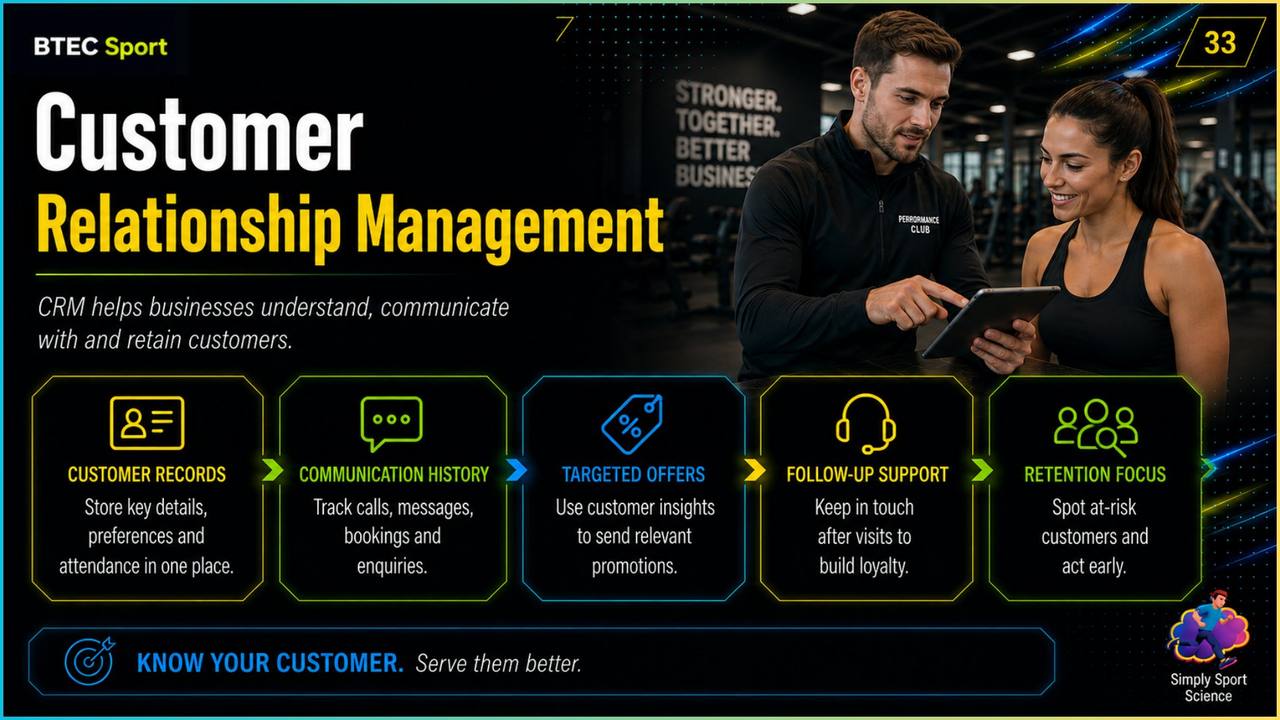 BTEC Sport
33
Customer
Relationship Management
CRM helps businesses understand, communicate
with and retain customers.
STRONGER.
TOGETHER.
BETTER
BUSINESS
PERFORMANCE
CLUB
CUSTOMER RECORDS
Store key details,
preferences and
attendance in one place.
COMMUNICATION HISTORY
Track calls, messages,
bookings and
enquiries.
TARGETED OFFERS
Use customer insights
to send relevant
promotions.
FOLLOW-UP SUPPORT
Keep in touch
after visits to
build loyalty.
RETENTION FOCUS
Spot at-risk
customers and
act early.
KNOW YOUR CUSTOMER. Serve them better.
Simply Sport
Science